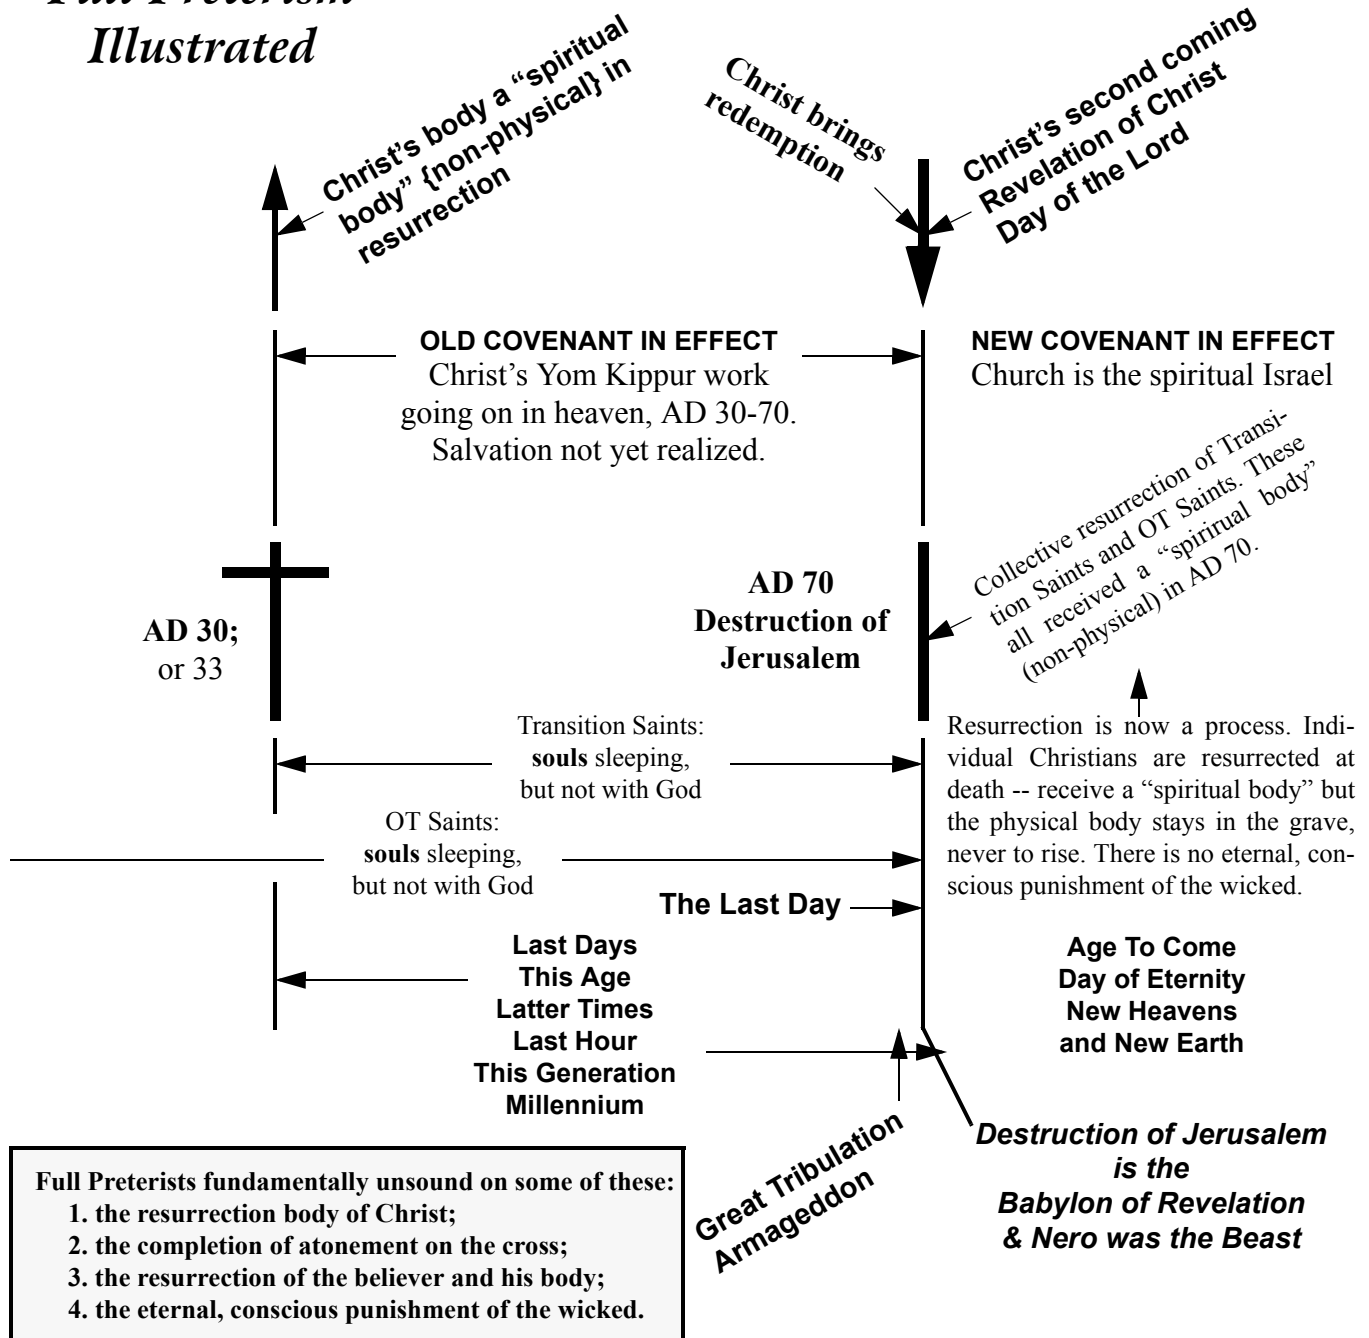 Full Preterism
Illustrated
Christ's body a “spiritual
body” {non-physical} in
resurrection
Christ brings
redemption
Christ's second coming
Revelation of Christ
Day of the Lord
OLD COVENANT IN EFFECT
Christ's Yom Kippur work
going on in heaven, AD 30-70.
Salvation not yet realized.
NEW COVENANT IN EFFECT
Church is the spiritual Israel
AD 30;
or 33
AD 70
Destruction of
Jerusalem
Collective resurrection of Transi-
tion Saints and OT Saints. These
all received a “spirirual body”
(non-physical) in AD 70.
Transition Saints:
souls sleeping,
but not with God
OT Saints:
souls sleeping,
but not with God
Resurrection is now a process. Indi-
vidual Christians are resurrected at
death -- receive a “spiritual body” but
the physical body stays in the grave,
never to rise. There is no eternal, con-
scious punishment of the wicked.
The Last Day
Last Days
This Age
Latter Times
Last Hour
This Generation
Millennium
Age To Come
Day of Eternity
New Heavens
and New Earth
Great Tribulation
Armageddon
Destruction of Jerusalem
is the
Babylon of Revelation
& Nero was the Beast
Full Preterists fundamentally unsound on some of these:
1. the resurrection body of Christ;
2. the completion of atonement on the cross;
3. the resurrection of the believer and his body;
4. the eternal, conscious punishment of the wicked.